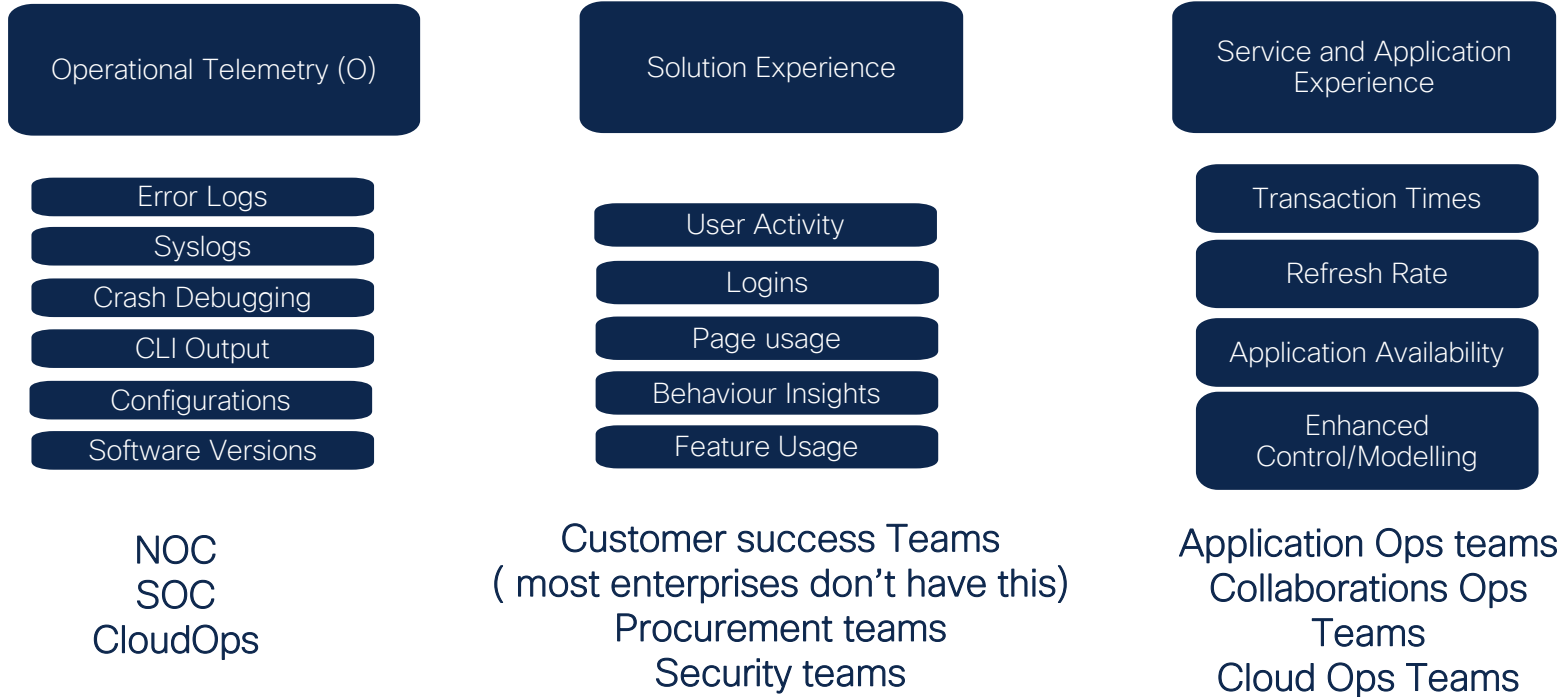 Operational Telemetry (O)
Error Logs
Syslogs
Crash Debugging
CLI Output
Configurations
Software Versions
NOC
SOC
CloudOps
Solution Experience
User Activity
Logins
Page usage
Behaviour Insights
Feature Usage
Customer success Teams
( most enterprises don’t have this)
Procurement teams
Security teams
Service and Application
Experience
Transaction Times
Refresh Rate
Application Availability
Enhanced
Control/Modelling
Application Ops teams
Collaborations Ops
Teams
Cloud Ops Teams